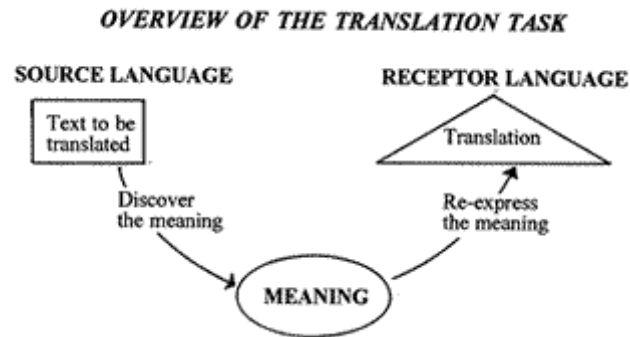 OVERVIEW OF THE TRANSLATION TASK
SOURCE LANGUAGE
RECEPTOR LANGUAGE
Text to be
translated
Translation
Discover
the meaning
Re-express
the meaning
MEANING